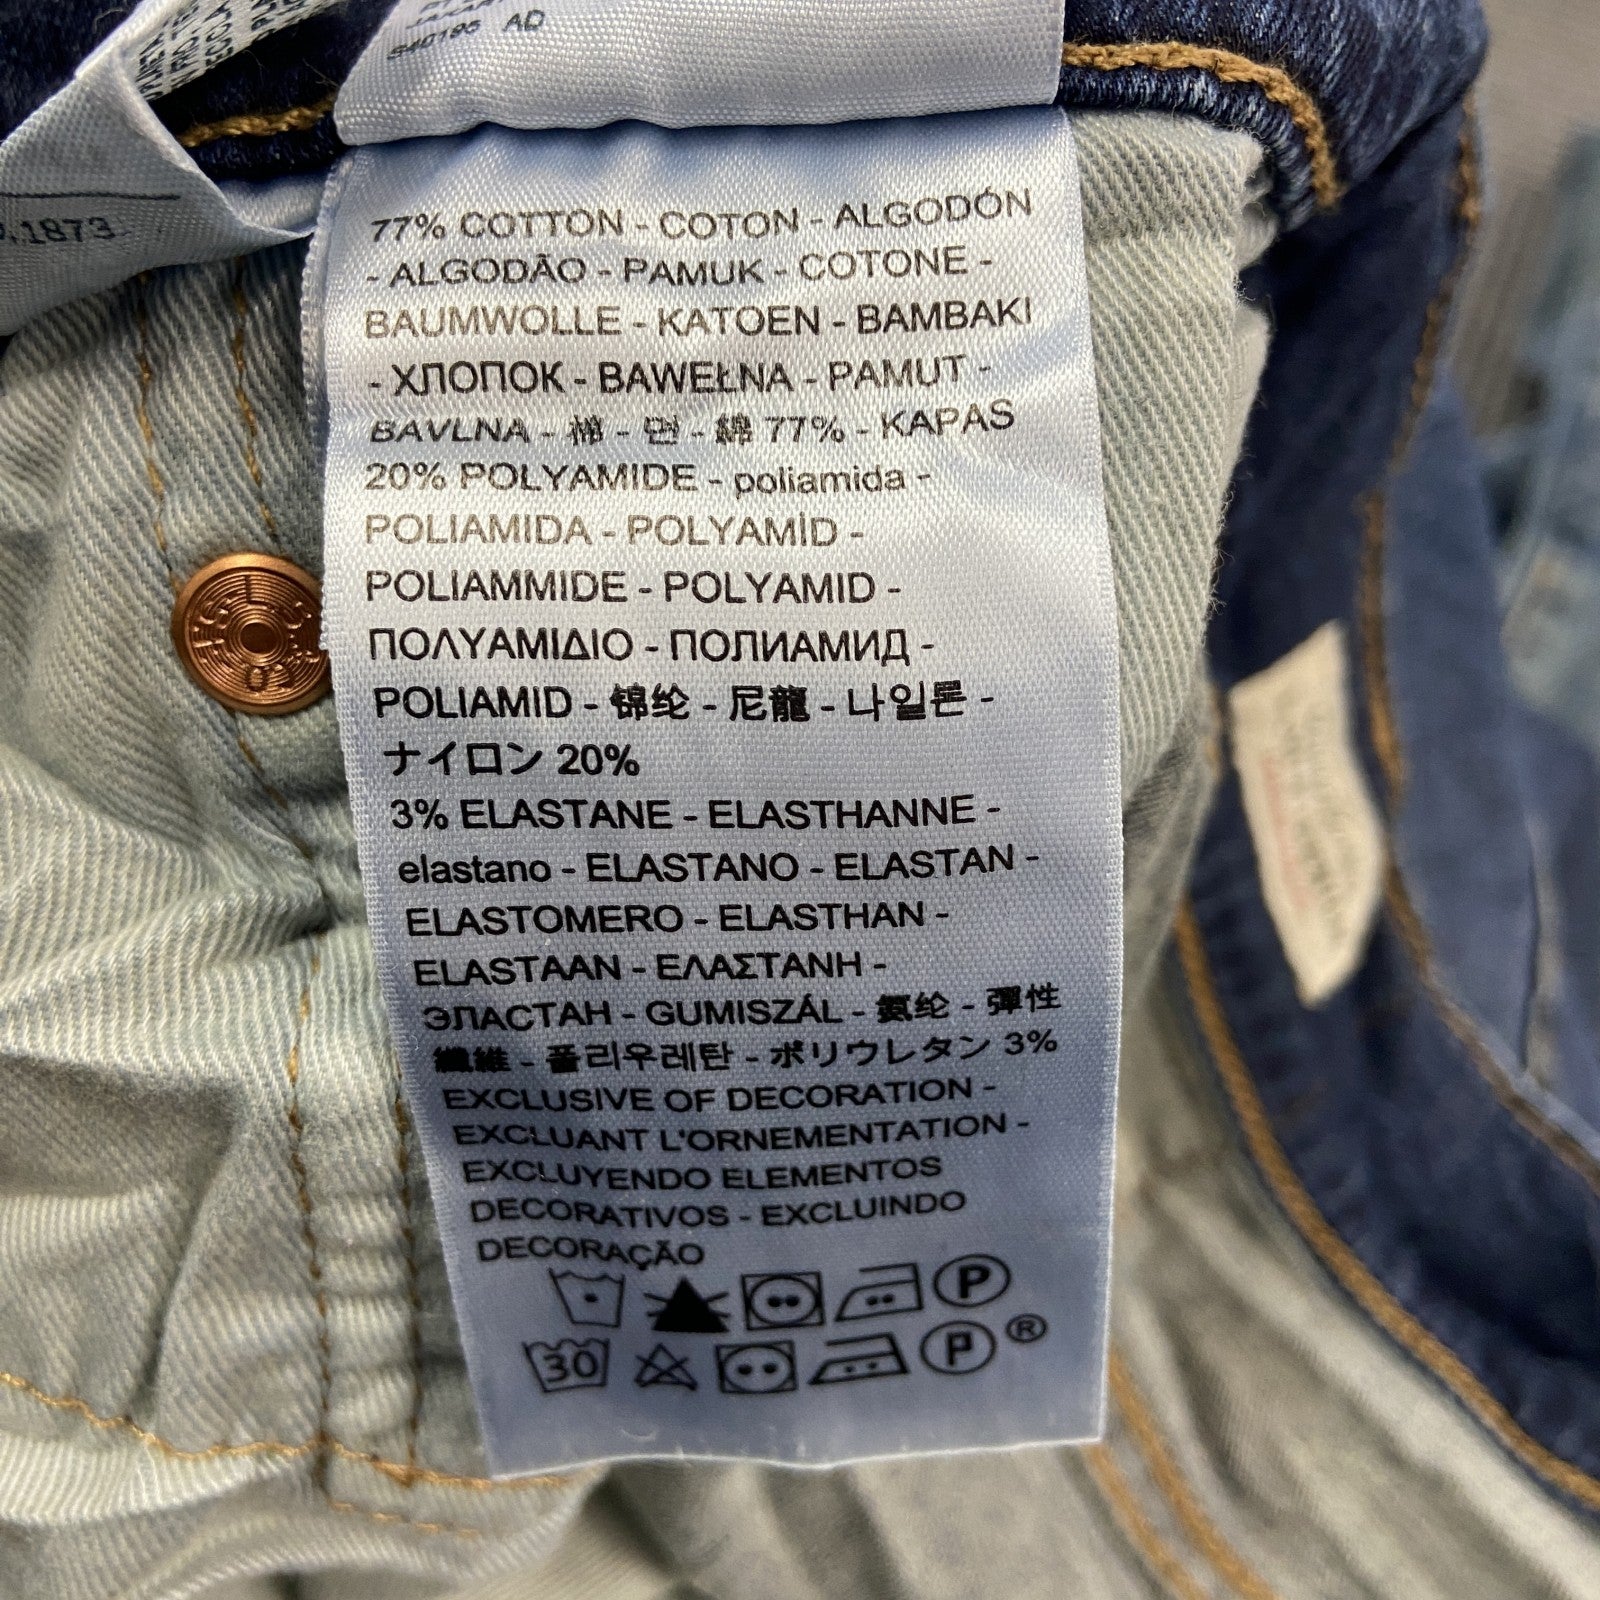 S40195 AD
1873
77% COTTON - COTON - ALGODÓN
- ALGODÃO - PAMUK - COTONE -
BAUMWOLLE - KATOEN - BAMBAKI
- ХЛОПОК - BAWEŁNA - PAMUT -
BAVLNA - 棉 - 면 - 綿 77% - KAPAS
20% POLYAMIDE - poliamida -
POLIAMIDA - POLYAMİD -
POLIAMMIDE - POLYAMID -
ΠΟΛΥΑΜΙΔΙΟ - ПОЛИАМИД -
POLIAMID - 锦纶 - 尼龍 - 나일론 -
ナイロン 20%
3% ELASTANE - ELASTHANNE -
elastano - ELASTANO - ELASTAN -
ELASTOMERO - ELASTHAN -
ELASTAAN - ΕΛΑΣΤΑΝΗ -
ЭЛАСТАН - GUMISZÁL - 氨纶 - 彈性
纖維 - 폴리우레탄 - ポリウレタン 3%
EXCLUSIVE OF DECORATION -
EXCLUANT L'ORNEMENTATION -
EXCLUYENDO ELEMENTOS
DECORATIVOS - EXCLUINDO
DECORAÇÃO
P
30 P ®